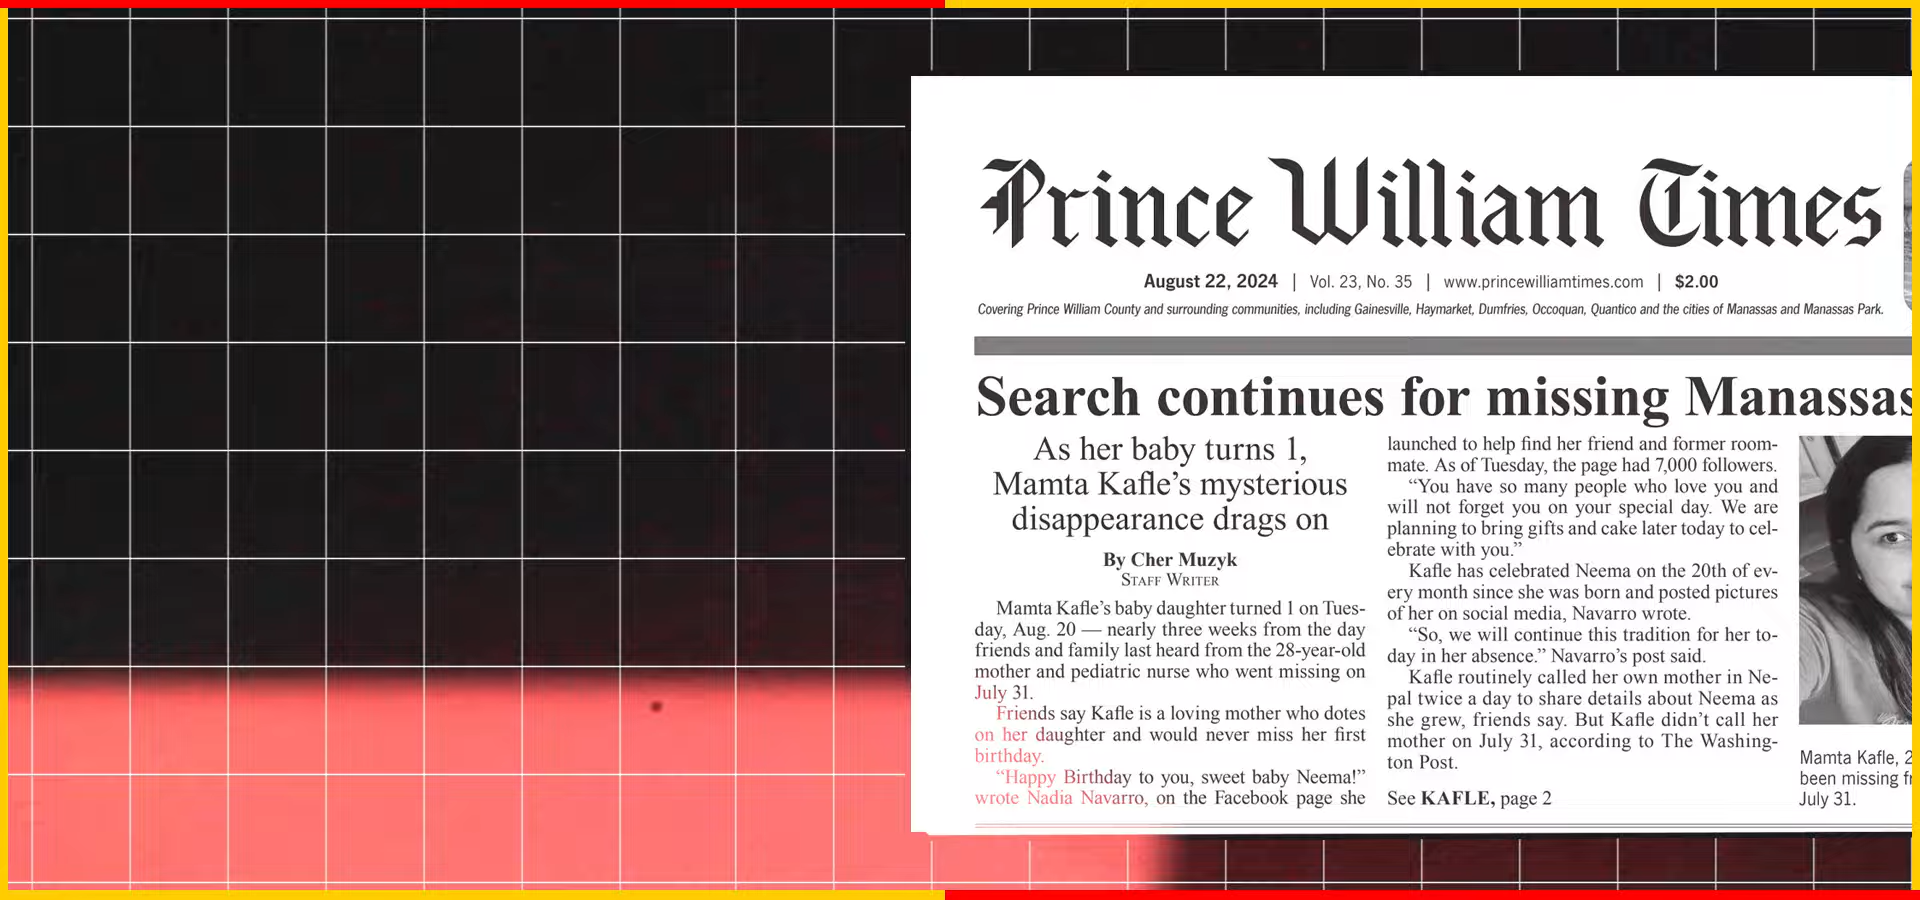 Prince William Times
August 22, 2024 | Vol. 23, No. 35 | www.princewilliamtimes.com | $2.00
Covering Prince William County and surrounding communities, including Gainesville, Haymarket, Dumfries, Occoquan, Quantico and the cities of Manassas and Manassas Park.
Search continues for missing Manassas
As her baby turns 1,
Mamta Kafle’s mysterious
disappearance drags on
By Cher Muzyk
Staff Writer
Mamta Kafle’s baby daughter turned 1 on Tues-
day, Aug. 20 — nearly three weeks from the day
friends and family last heard from the 28-year-old
mother and pediatric nurse who went missing on
July 31.
Friends say Kafle is a loving mother who dotes
on her daughter and would never miss her first
birthday.
“Happy Birthday to you, sweet baby Neema!”
wrote Nadia Navarro, on the Facebook page she
launched to help find her friend and former room-
mate. As of Tuesday, the page had 7,000 followers.
“You have so many people who love you and
will not forget you on your special day. We are
planning to bring gifts and cake later today to cel-
ebrate with you.”
Kafle has celebrated Neema on the 20th of ev-
ery month since she was born and posted pictures
of her on social media, Navarro wrote.
“So, we will continue this tradition for her to-
day in her absence.” Navarro’s post said.
Kafle routinely called her own mother in Ne-
pal twice a day to share details about Neema as
she grew, friends say. But Kafle didn’t call her
mother on July 31, according to The Washing-
ton Post.
See KAFLE, page 2
Mamta Kafle, 2
been missing f
July 31.